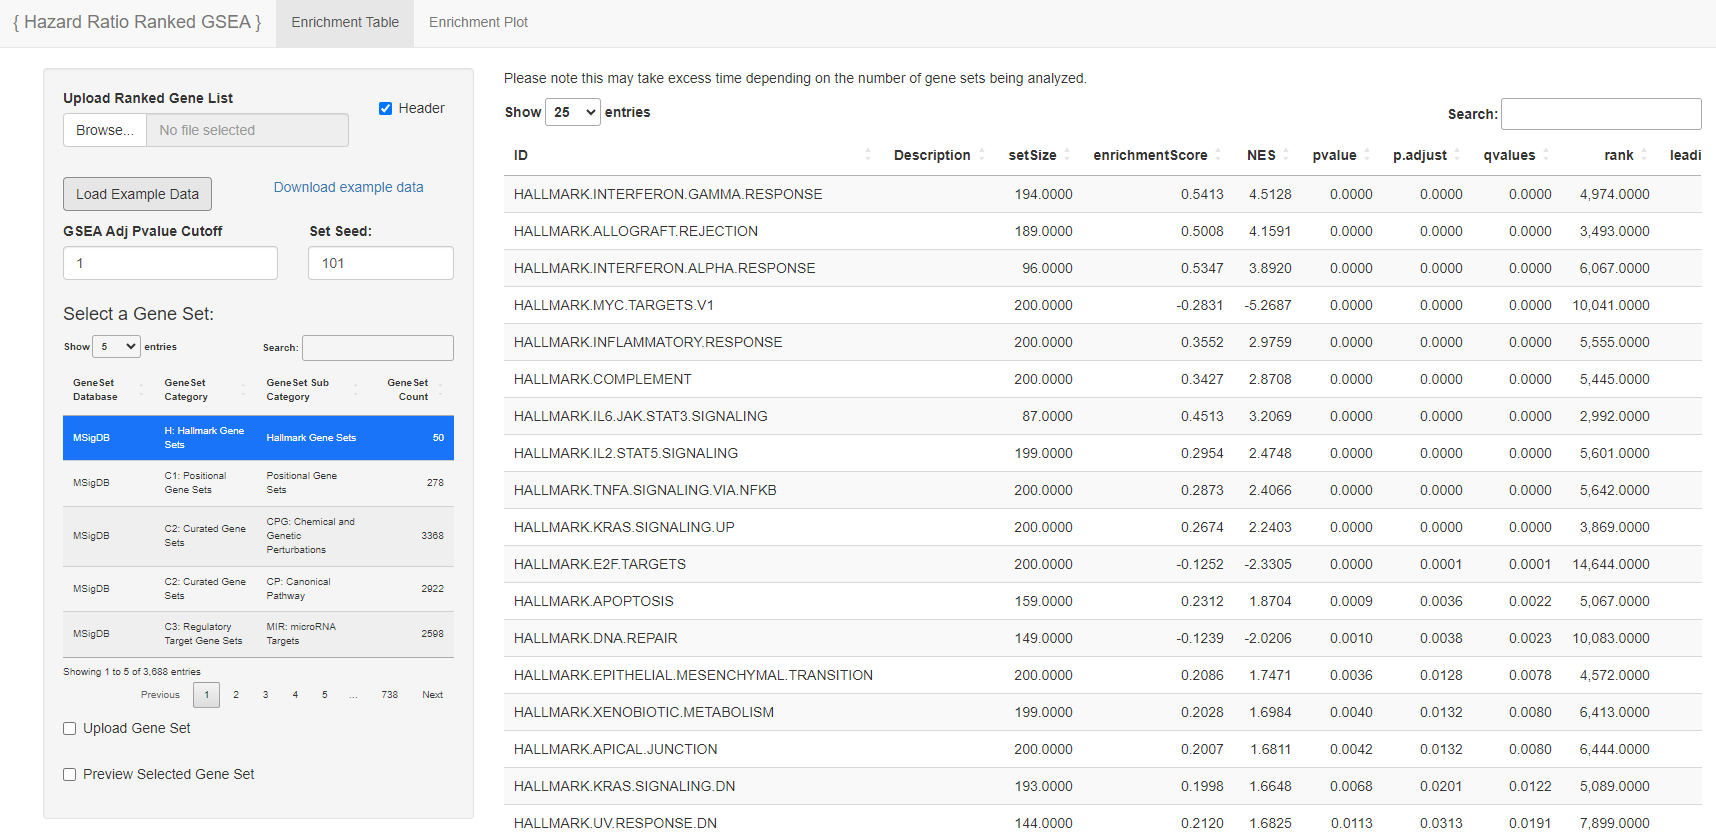 { Hazard Ratio Ranked GSEA } Enrichment Table Enrichment Plot
Upload Ranked Gene List
Header
Browse... No file selected
Load Example Data Download example data
GSEA Adj Pvalue Cutoff Set Seed:
1 101
Select a Gene Set:
Show 5 entries Search:
GeneSet Database GeneSet Category GeneSet Sub Category GeneSet Count
MSigDB H: Hallmark Gene Sets Hallmark Gene Sets 50
MSigDB C1: Positional Gene Sets Positional Gene Sets 278
MSigDB C2: Curated Gene Sets CPG: Chemical and Genetic Perturbations 3368
MSigDB C2: Curated Gene Sets CP: Canonical Pathway 2922
MSigDB C3: Regulatory Target Gene Sets MIR: microRNA Targets 2598
Showing 1 to 5 of 3,688 entries
Previous 1 2 3 4 5 ... 738 Next
Upload Gene Set
Preview Selected Gene Set
Please note this may take excess time depending on the number of gene sets being analyzed.
Show 25 entries Search:
ID Description setSize enrichmentScore NES pvalue p.adjust qvalues rank leadi
HALLMARK.INTERFERON.GAMMA.RESPONSE 194.0000 0.5413 4.5128 0.0000 0.0000 0.0000 4,974.0000
HALLMARK.ALLOGRAFT.REJECTION 189.0000 0.5008 4.1591 0.0000 0.0000 0.0000 3,493.0000
HALLMARK.INTERFERON.ALPHA.RESPONSE 96.0000 0.5347 3.8920 0.0000 0.0000 0.0000 6,067.0000
HALLMARK.MYC.TARGETS.V1 200.0000 -0.2831 -5.2687 0.0000 0.0000 0.0000 10,041.0000
HALLMARK.INFLAMMATORY.RESPONSE 200.0000 0.3552 2.9759 0.0000 0.0000 0.0000 5,555.0000
HALLMARK.COMPLEMENT 200.0000 0.3427 2.8708 0.0000 0.0000 0.0000 5,445.0000
HALLMARK.IL6.JAK.STAT3.SIGNALING 87.0000 0.4513 3.2069 0.0000 0.0000 0.0000 2,992.0000
HALLMARK.IL2.STAT5.SIGNALING 199.0000 0.2954 2.4748 0.0000 0.0000 0.0000 5,601.0000
HALLMARK.TNFA.SIGNALING.VIA.NFKB 200.0000 0.2873 2.4066 0.0000 0.0000 0.0000 5,642.0000
HALLMARK.KRAS.SIGNALING.UP 200.0000 0.2674 2.2403 0.0000 0.0000 0.0000 3,869.0000
HALLMARK.E2F.TARGETS 200.0000 -0.1252 -2.3305 0.0000 0.0001 0.0001 14,644.0000
HALLMARK.APOPTOSIS 159.0000 0.2312 1.8704 0.0009 0.0036 0.0022 5,067.0000
HALLMARK.DNA.REPAIR 149.0000 -0.1239 -2.0206 0.0010 0.0038 0.0023 10,083.0000
HALLMARK.EPITHELIAL.MESENCHYMAL.TRANSITION 200.0000 0.2086 1.7471 0.0036 0.0128 0.0078 4,572.0000
HALLMARK.XENOBIOTIC.METABOLISM 199.0000 0.2028 1.6984 0.0040 0.0132 0.0080 6,413.0000
HALLMARK.APICAL.JUNCTION 200.0000 0.2007 1.6811 0.0042 0.0132 0.0080 6,444.0000
HALLMARK.KRAS.SIGNALING.DN 193.0000 0.1998 1.6648 0.0068 0.0201 0.0122 5,089.0000
HALLMARK.UV.RESPONSE.DN 144.0000 0.2120 1.6825 0.0113 0.0313 0.0191 7,899.0000